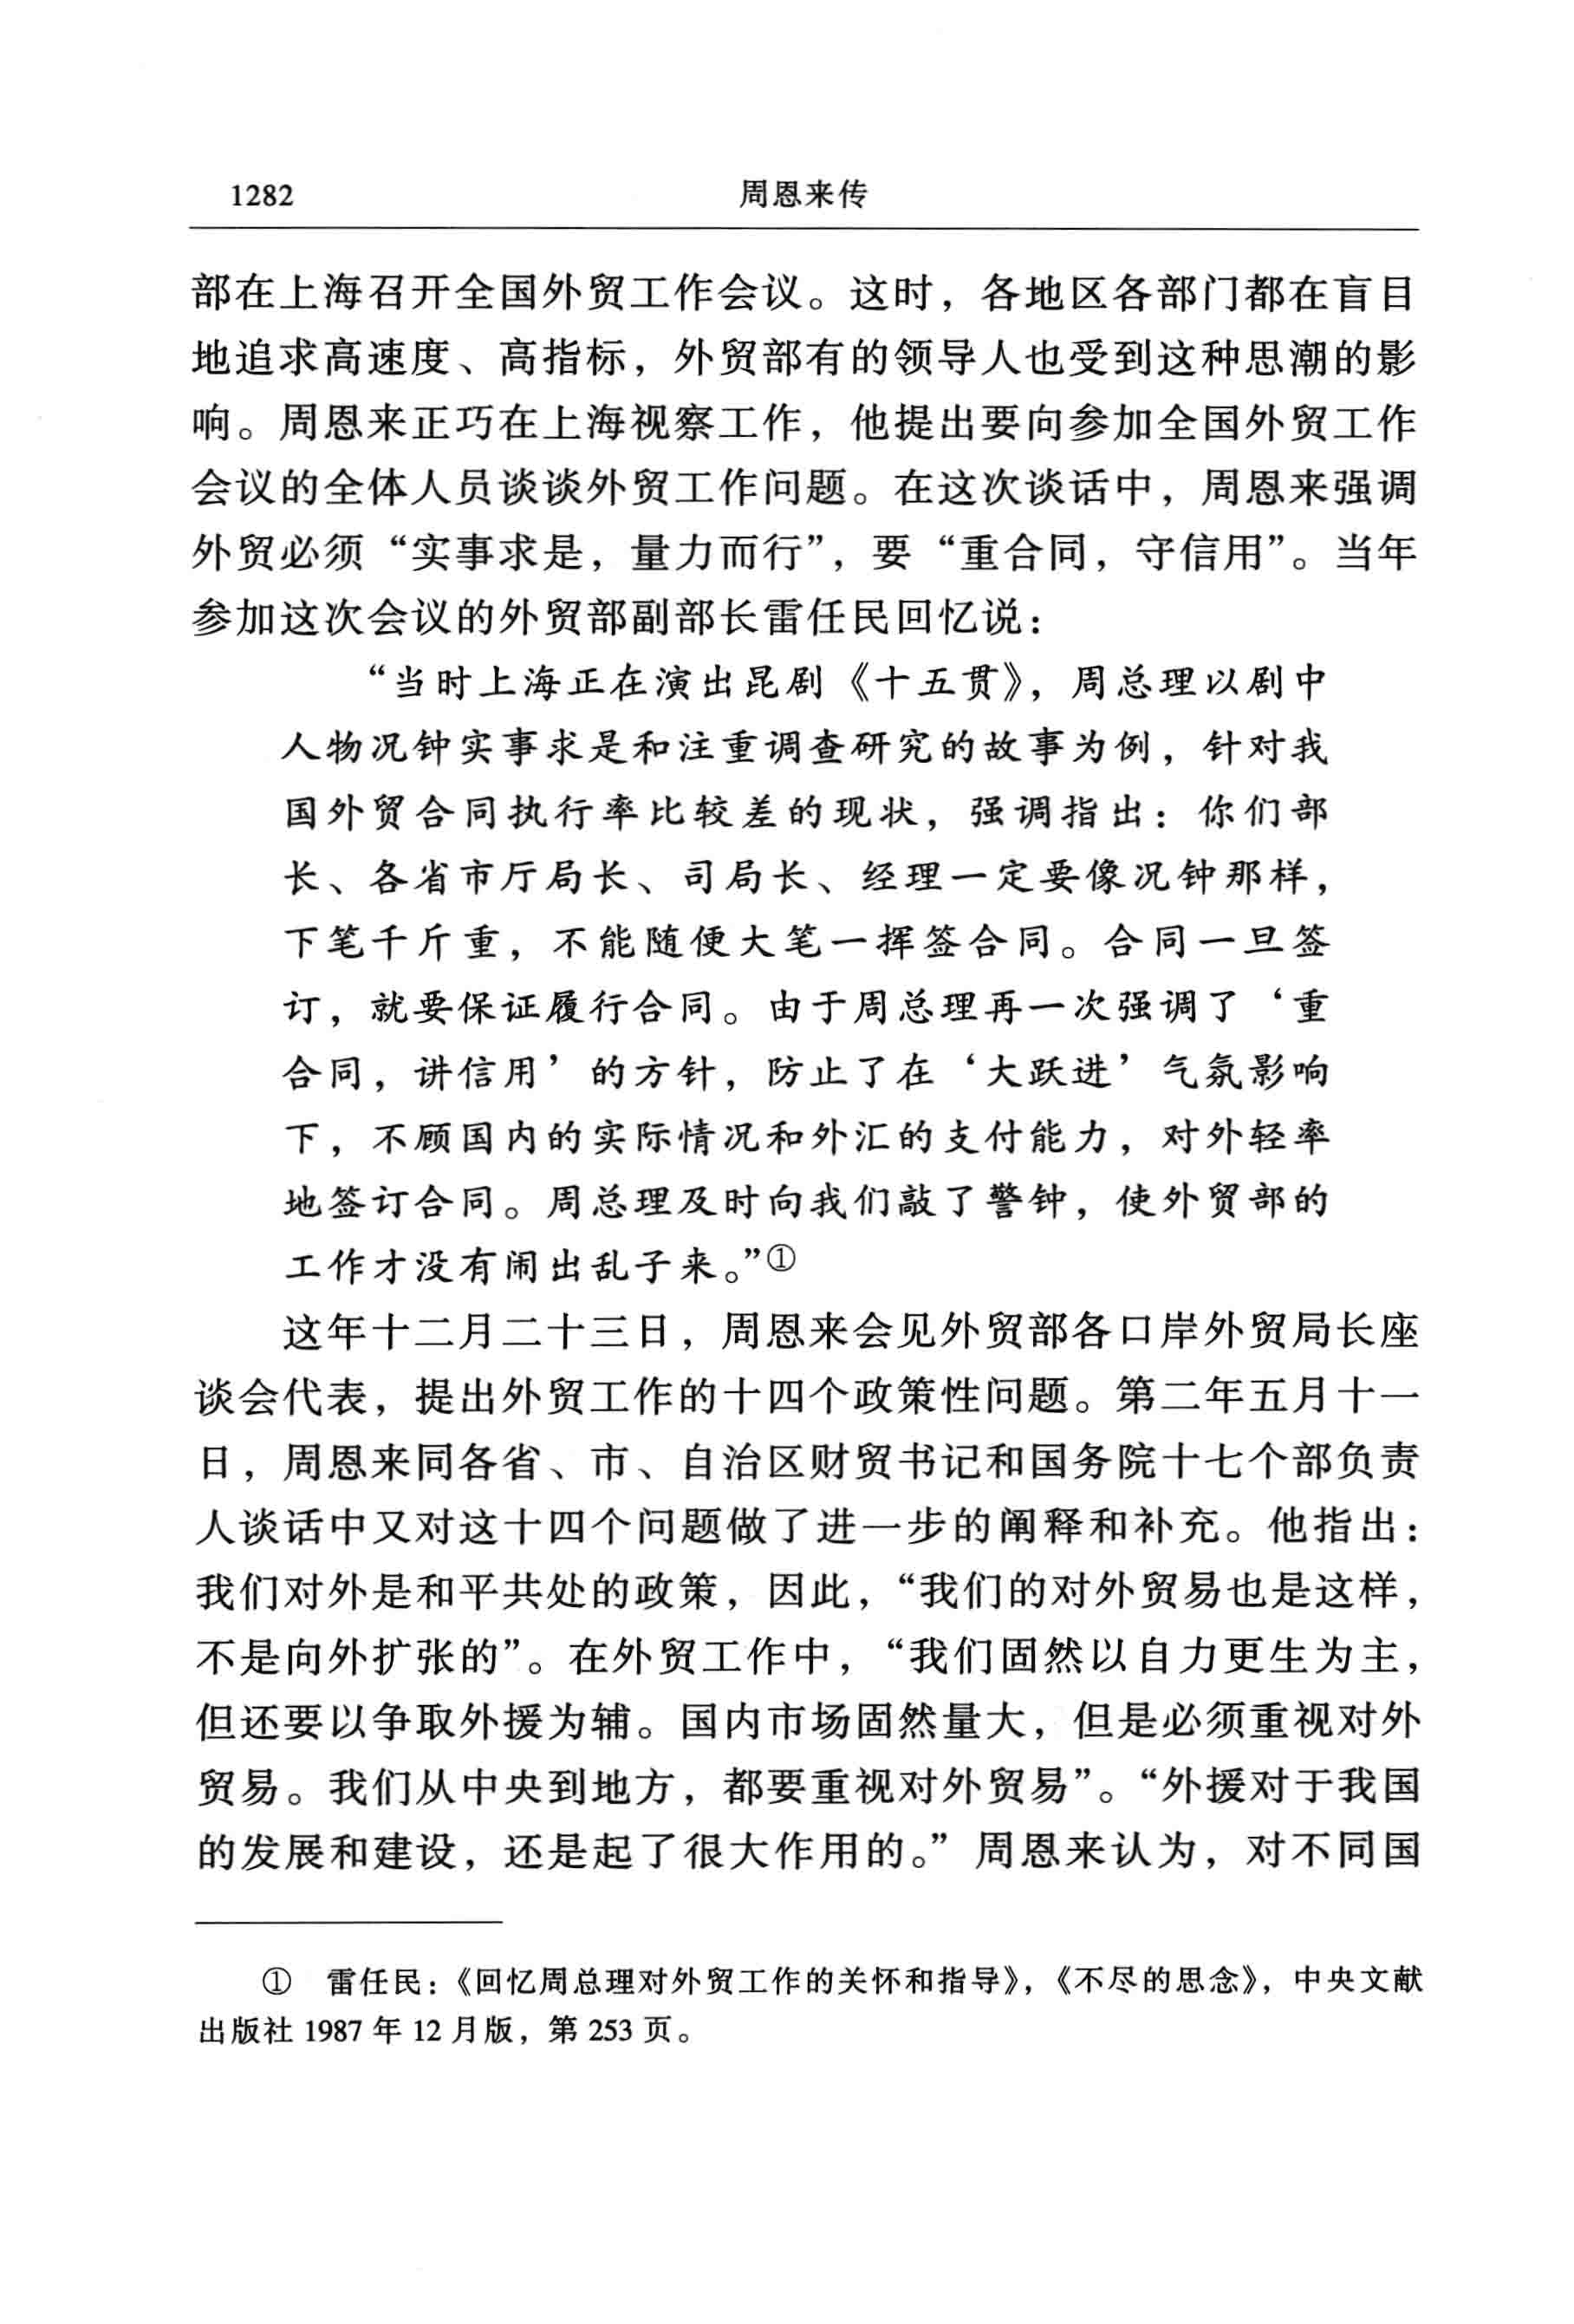 1282
周恩来传
部在上海召开全国外贸工作会议。这时，各地区各部门都在盲目
地追求高速度、高指标，外贸部有的领导人也受到这种思潮的影
响。周恩来正巧在上海视察工作，他提出要向参加全国外贸工作
会议的全体人员谈谈外贸工作问题。在这次谈话中，周恩来强调
外贸必须“实事求是，量力而行”，要“重合同，守信用”。当年
参加这次会议的外贸部副部长雷任民回忆说：
“当时上海正在演出昆剧《十五贯》，周总理以剧中
人物况钟实事求是和注重调查研究的故事为例，针对我
国外贸合同执行率比较差的现状，强调指出：你们部
长、各省市厅局长、司局长、经理一定要像况钟那样，
下笔千斤重，不能随便大笔一挥签合同。合同一旦签
订，就要保证履行合同。由于周总理再一次强调了‘重
合同，讲信用’的方针，防止了在‘大跃进’气氛影响
下，不顾国内的实际情况和外汇的支付能力，对外轻率
地签订合同。周总理及时向我们敲了警钟，使外贸部的
工作才没有闹出乱子来。”①
这年十二月二十三日，周恩来会见外贸部各口岸外贸局长座
谈会代表，提出外贸工作的十四个政策性问题。第二年五月十一
日，周恩来同各省、市、自治区财贸书记和国务院十七个部负责
人谈话中又对这十四个问题做了进一步的阐释和补充。他指出：
我们对外是和平共处的政策，因此，“我们的对外贸易也是这样，
不是向外扩张的”。在外贸工作中，“我们固然以自力更生为主，
但还要以争取外援为辅。国内市场固然量大，但是必须重视对外
贸易。我们从中央到地方，都要重视对外贸易”。“外援对于我国
的发展和建设，还是起了很大作用的。”周恩来认为，对不同国
① 雷任民：《回忆周总理对外贸工作的关怀和指导》，《不尽的思念》，中央文献
出版社 1987 年 12 月版，第 253 页。